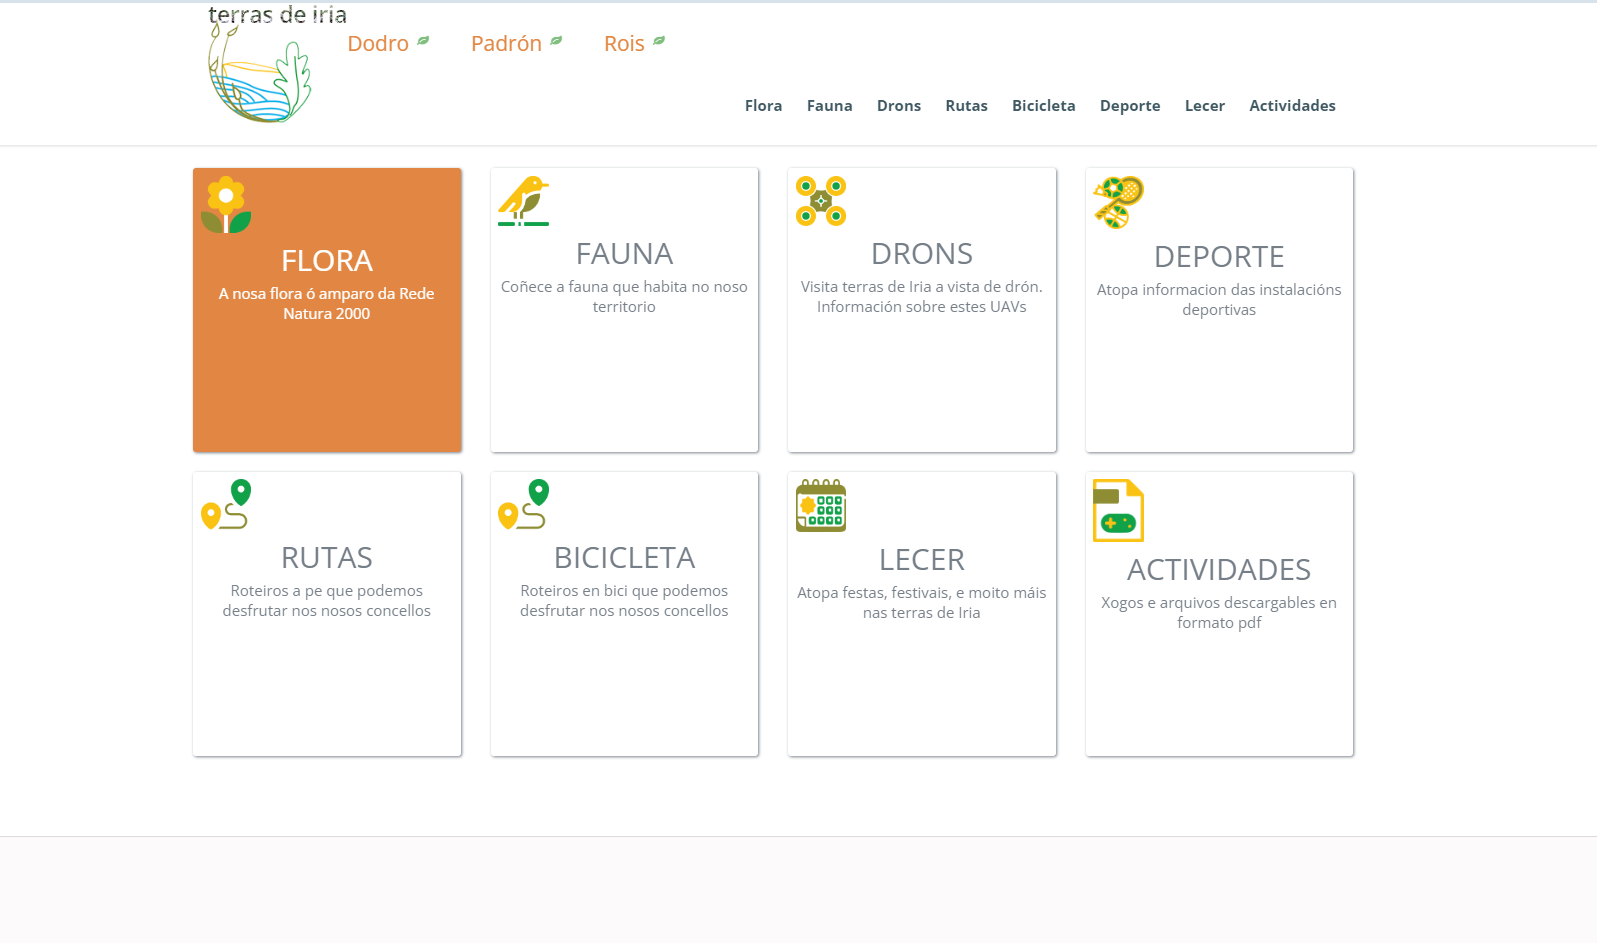 terras de iria
Dodro
Padrón
Rois
Flora
Fauna
Drons
Rutas
Bicicleta
Deporte
Lecer
Actividades
FLORA
A nosa flora ó amparo da Rede
Natura 2000
FAUNA
Coñece a fauna que habita no noso
territorio
DRONS
Visita terras de Iria a vista de drón.
Información sobre estes UAVs
DEPORTE
Atopa informacion das instalacións
deportivas
RUTAS
Roteiros a pe que podemos
desfrutar nos nosos concellos
BICICLETA
Roteiros en bici que podemos
desfrutar nos nosos concellos
LECER
Atopa festas, festivais, e moito máis
nas terras de Iria
ACTIVIDADES
Xogos e arquivos descargables en
formato pdf